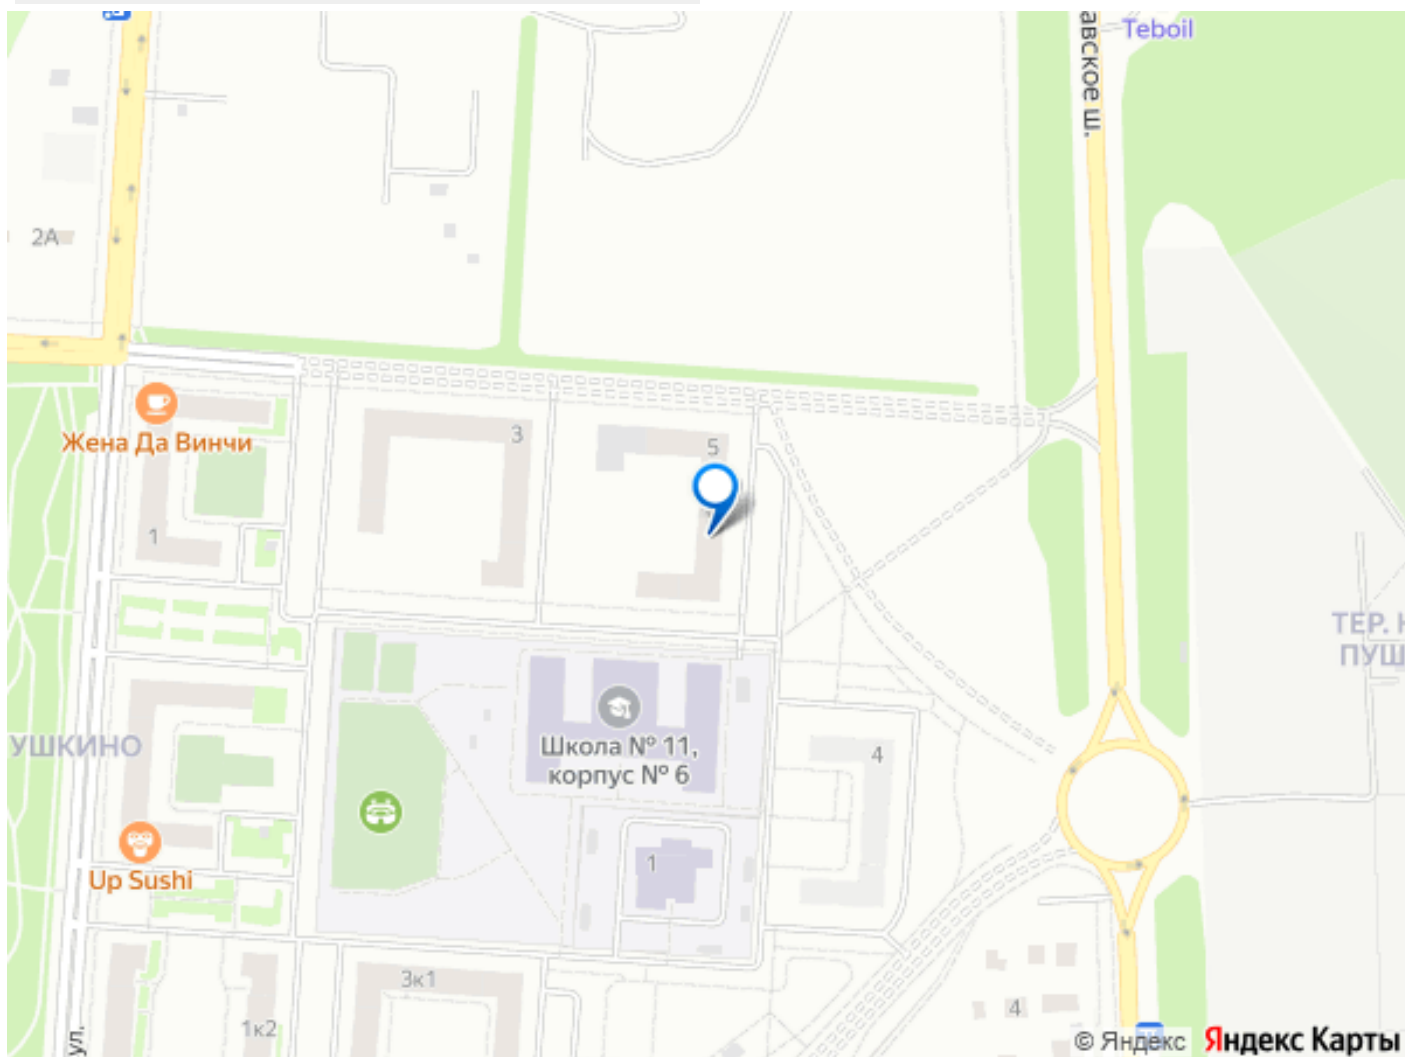 Teboil
авское ш.
2А
Жена Да Винчи
3
5
1
ТЕР. Н
ПУШ
Школа № 11,
корпус № 6
УШКИНО
4
1
Up Sushi
3к1
4
1к2
ул.
© Яндекс Яндекс Карты